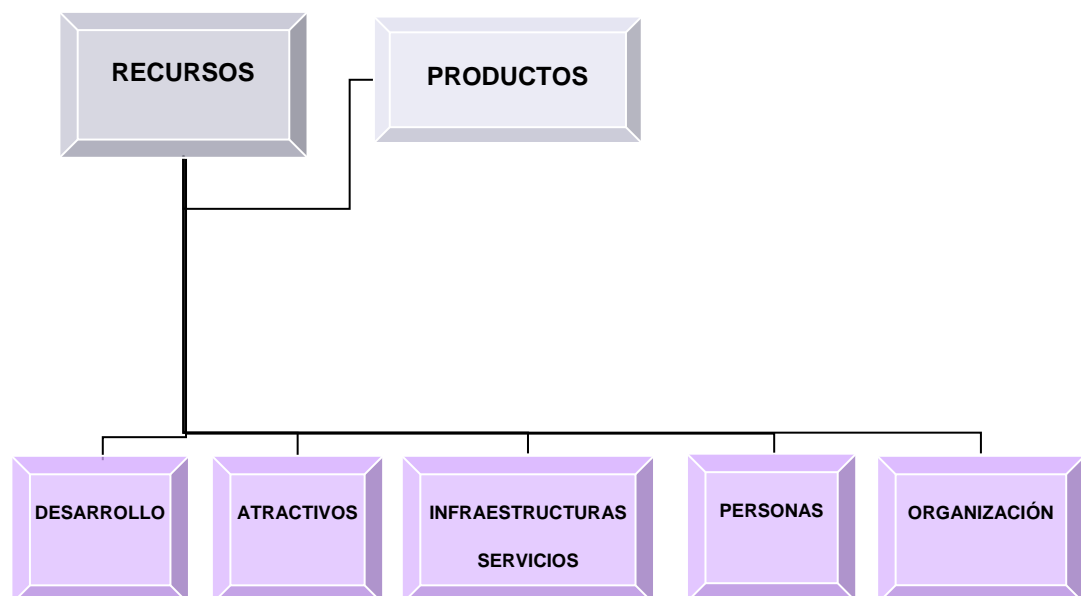 RECURSOS
PRODUCTOS
DESARROLLO
ATRACTIVOS
INFRAESTRUCTURAS
SERVICIOS
PERSONAS
ORGANIZACIÓN